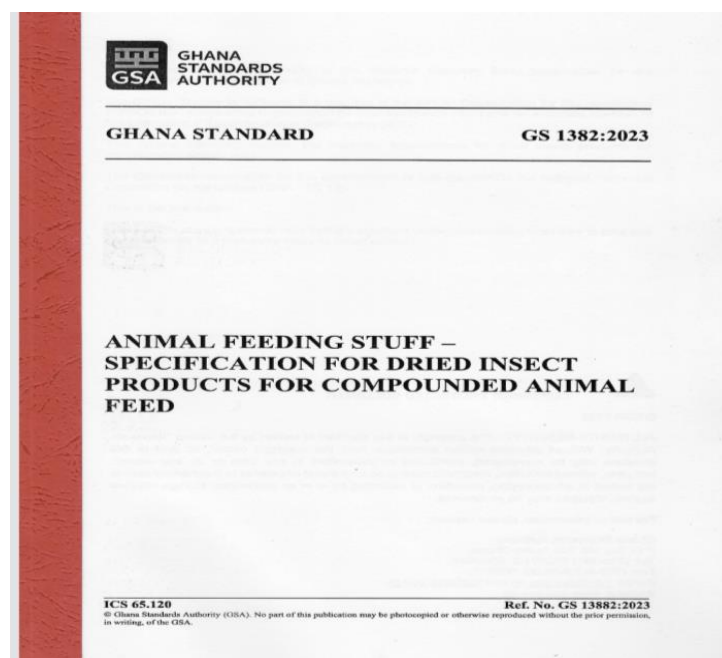 GSA
GHANA
STANDARDS
AUTHORITY
GHANA STANDARD GS 1382:2023
ANIMAL FEEDING STUFF –
SPECIFICATION FOR DRIED INSECT
PRODUCTS FOR COMPOUNDED ANIMAL
FEED
ICS 65.120 Ref. No. GS 13882:2023
© Ghana Standards Authority (GSA). No part of this publication may be photocopied or otherwise reproduced without the prior permission,
in writing, of the GSA.